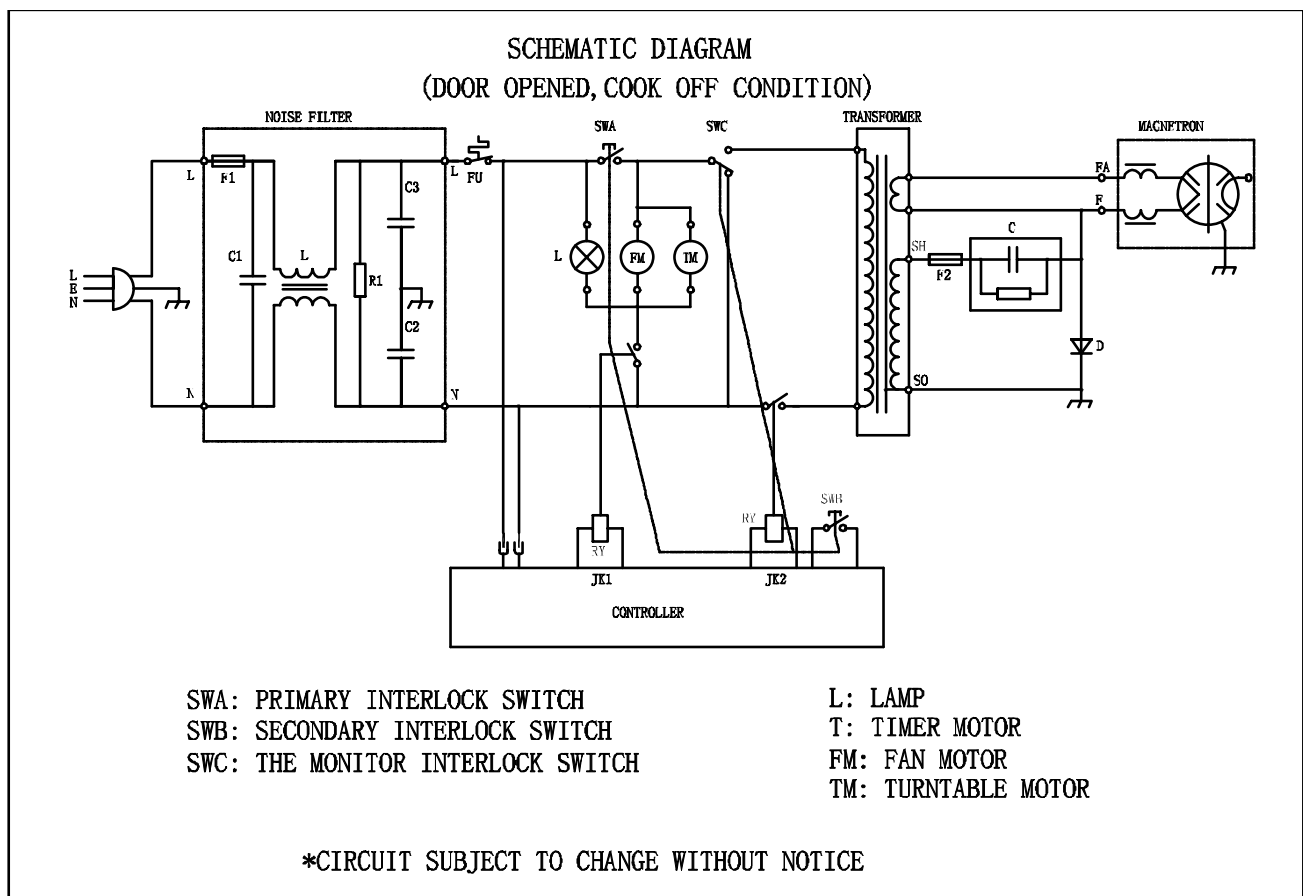 SCHEMATIC DIAGRAM
(DOOR OPENED, COOK OFF CONDITION)
NOISE FILTER
SWA
SWC
TRANSFORMER
MAGNETRON
L
F1
L
FU
C3
FA
F
C1
L
R1
L
FM
TM
SH
F2
C
L
E
N
C2
D
N
N
SO
SWB
RY
RY
JK1
JK2
CONTROLLER
SWA: PRIMARY INTERLOCK SWITCH
SWB: SECONDARY INTERLOCK SWITCH
SWC: THE MONITOR INTERLOCK SWITCH
L: LAMP
T: TIMER MOTOR
FM: FAN MOTOR
TM: TURNTABLE MOTOR
*CIRCUIT SUBJECT TO CHANGE WITHOUT NOTICE